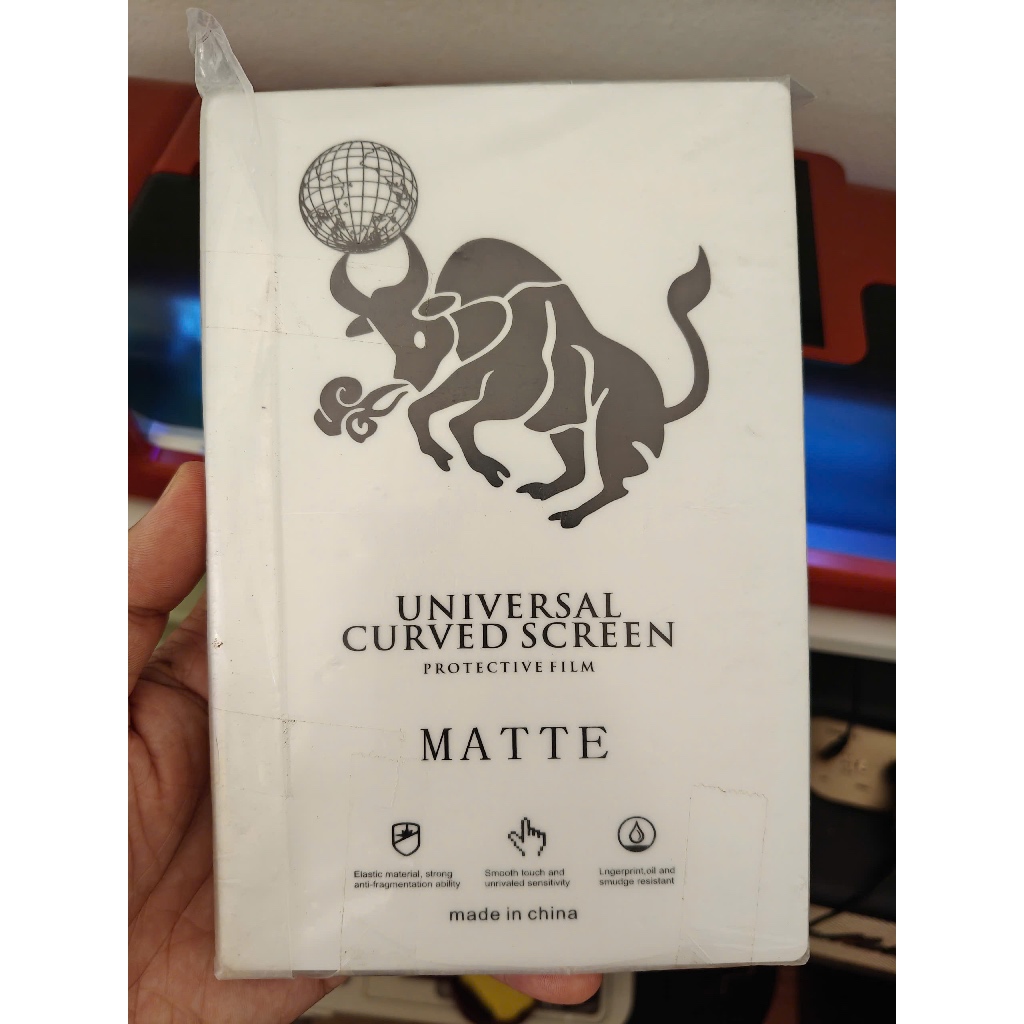 UNIVERSAL
CURVED SCREEN
PROTECTIVE FILM
MATTE
Elastic material, strong
anti-fragmentation ability
Smooth touch and
unrivaled sensitivity
Lngerprint,oil and
smudge resistant
made in china